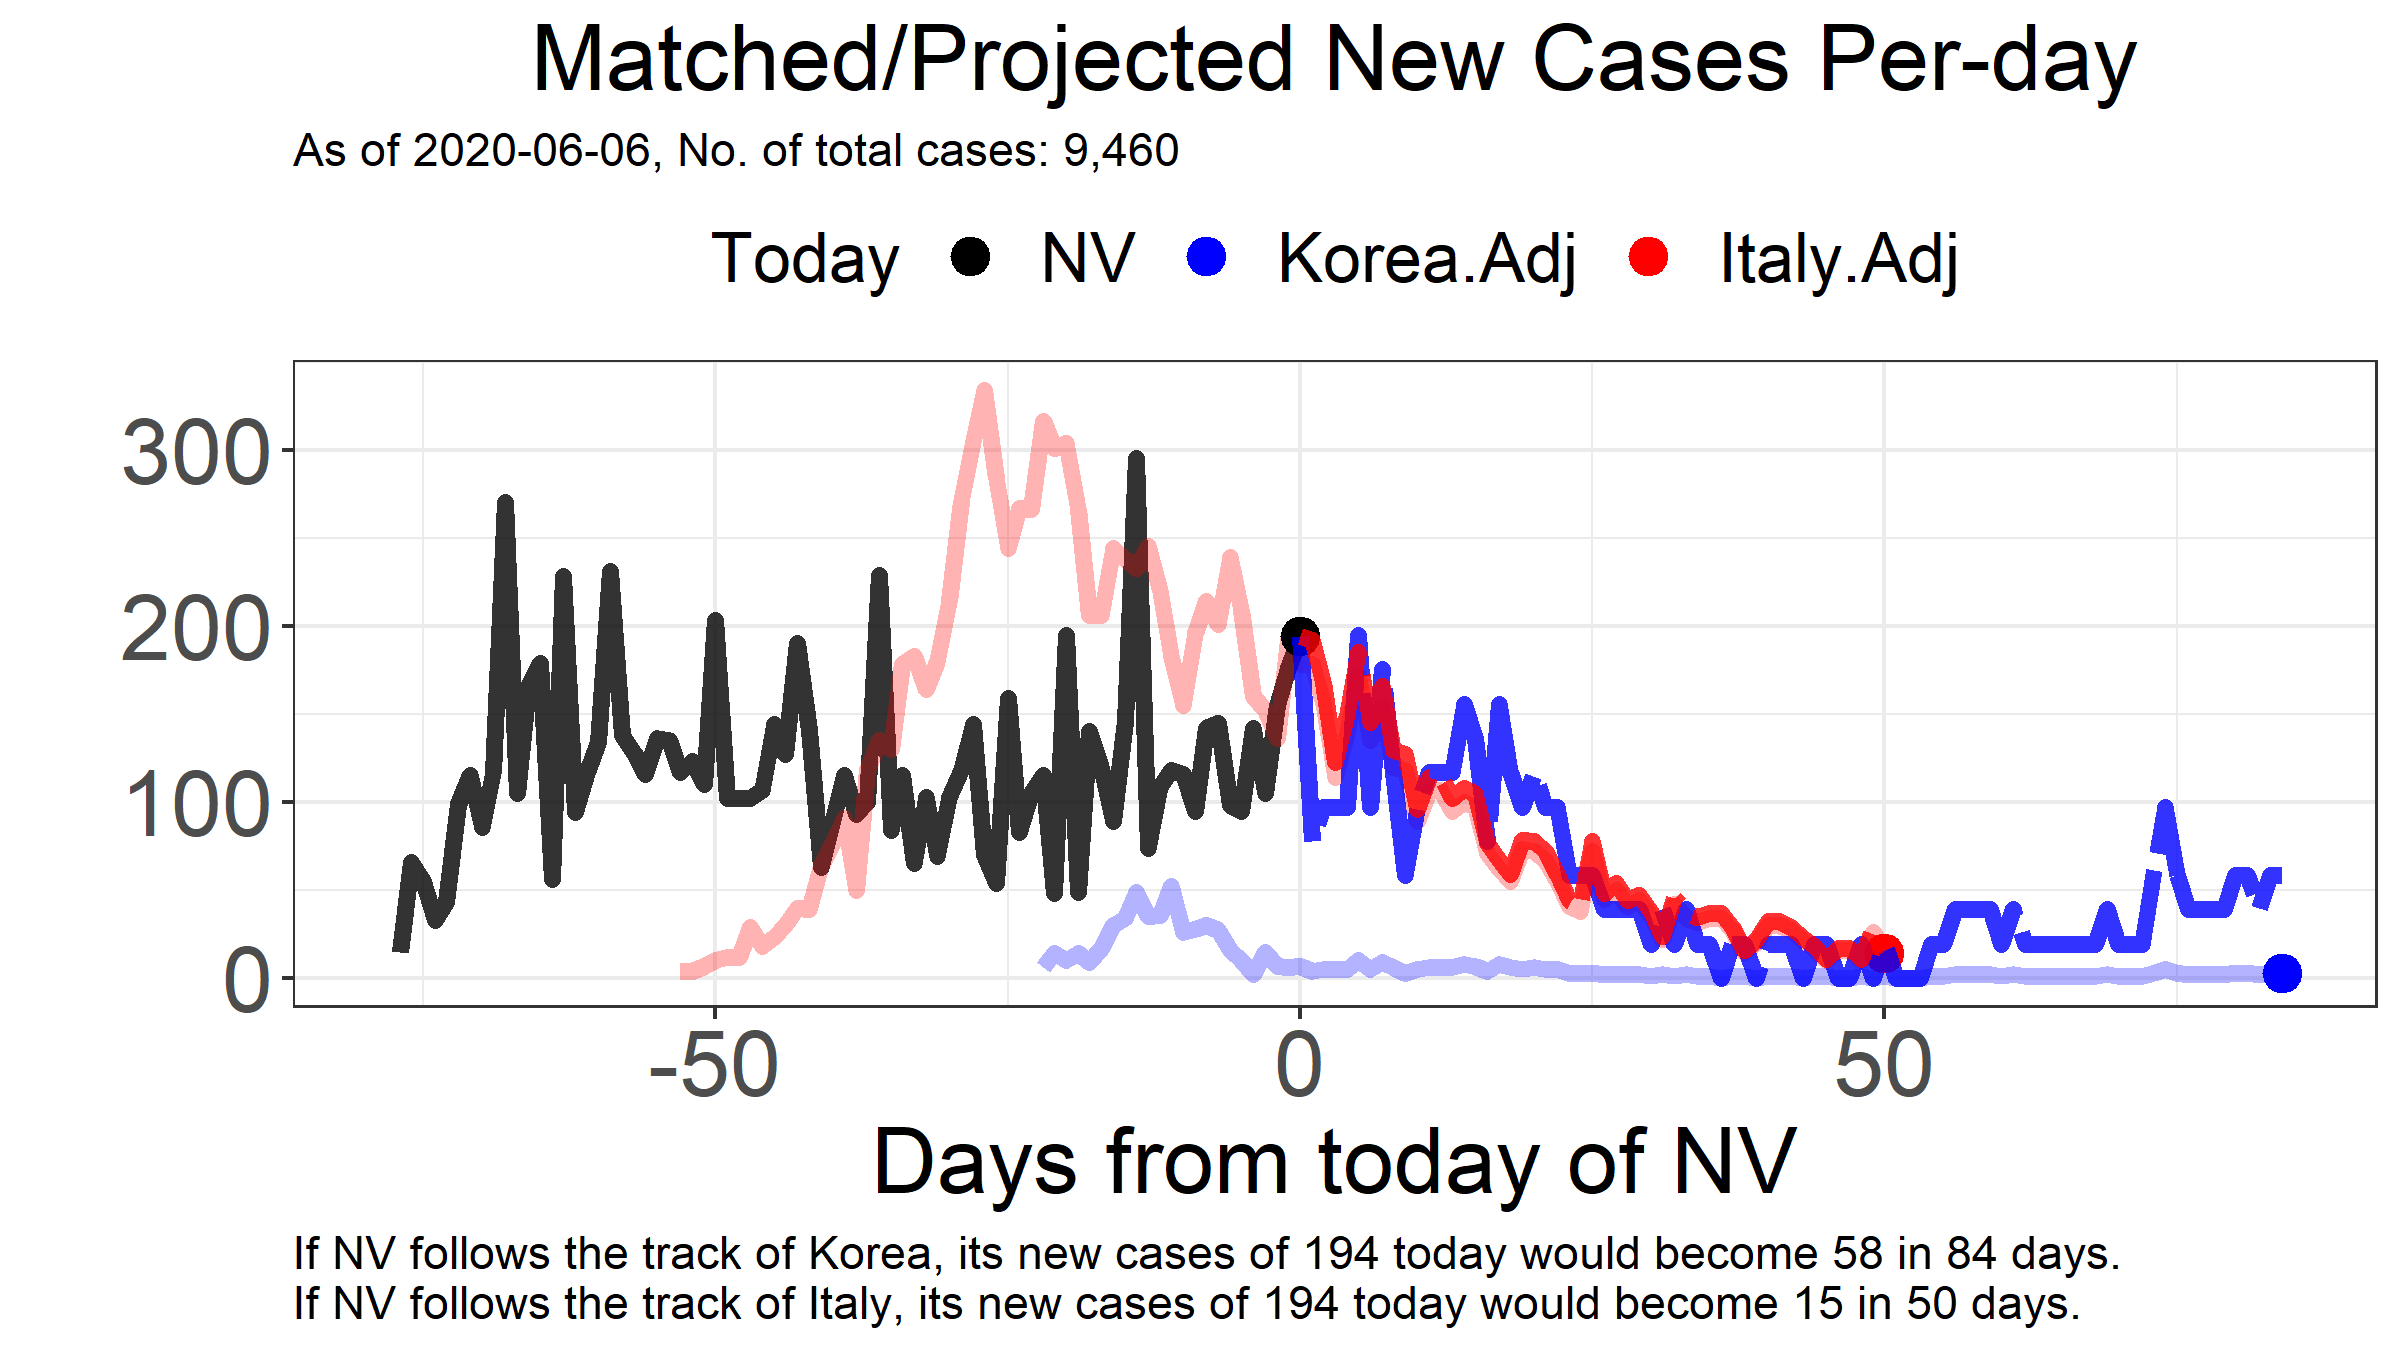 Matched/Projected New Cases Per-day
As of 2020-06-06, No. of total cases: 9,460
Today NV Korea.Adj Italy.Adj
300
200
100
0
-50 0 50
Days from today of NV
If NV follows the track of Korea, its new cases of 194 today would become 58 in 84 days.
If NV follows the track of Italy, its new cases of 194 today would become 15 in 50 days.